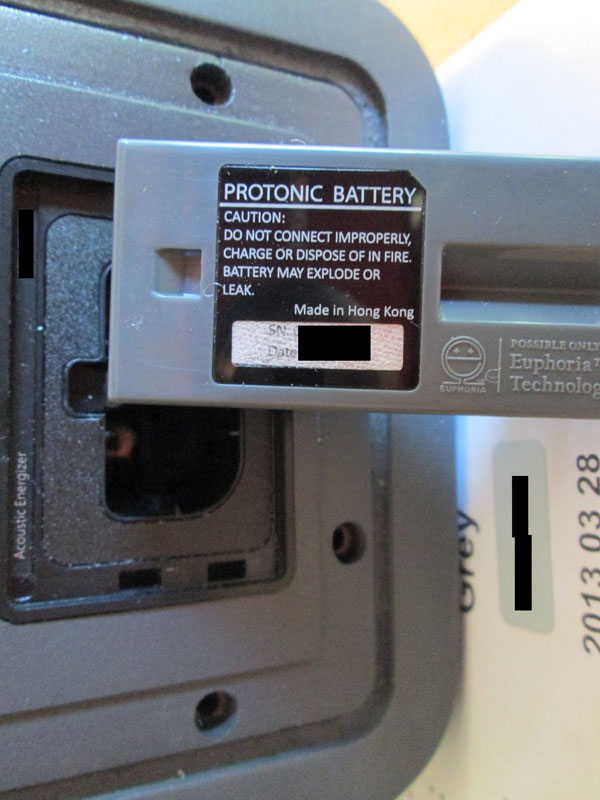 PROTONIC BATTERY
CAUTION:
DO NOT CONNECT IMPROPERLY,
CHARGE OR DISPOSE OF IN FIRE.
BATTERY MAY EXPLODE OR
LEAK.
Made in Hong Kong
SN
Date
EUPHORIA
POSSIBLE ONLY
Euphoria™
Technolog
Acoustic Energizer
Grey
2013 03 28